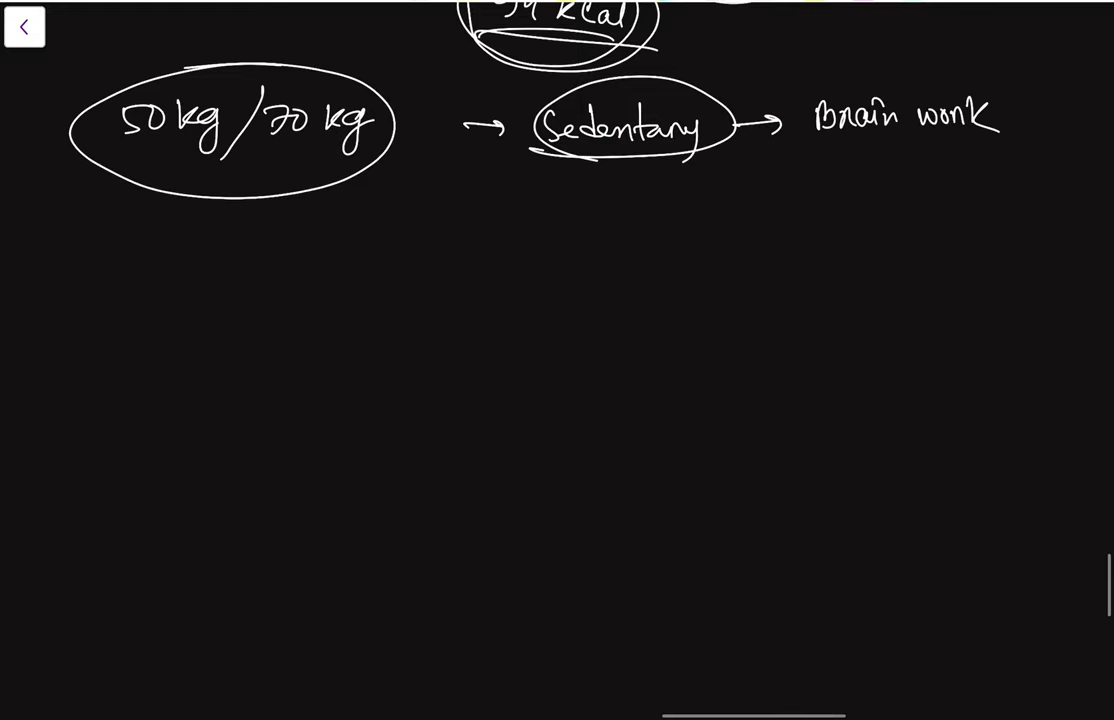 kcal
50 kg / 70 kg → Sedentary → Brain work